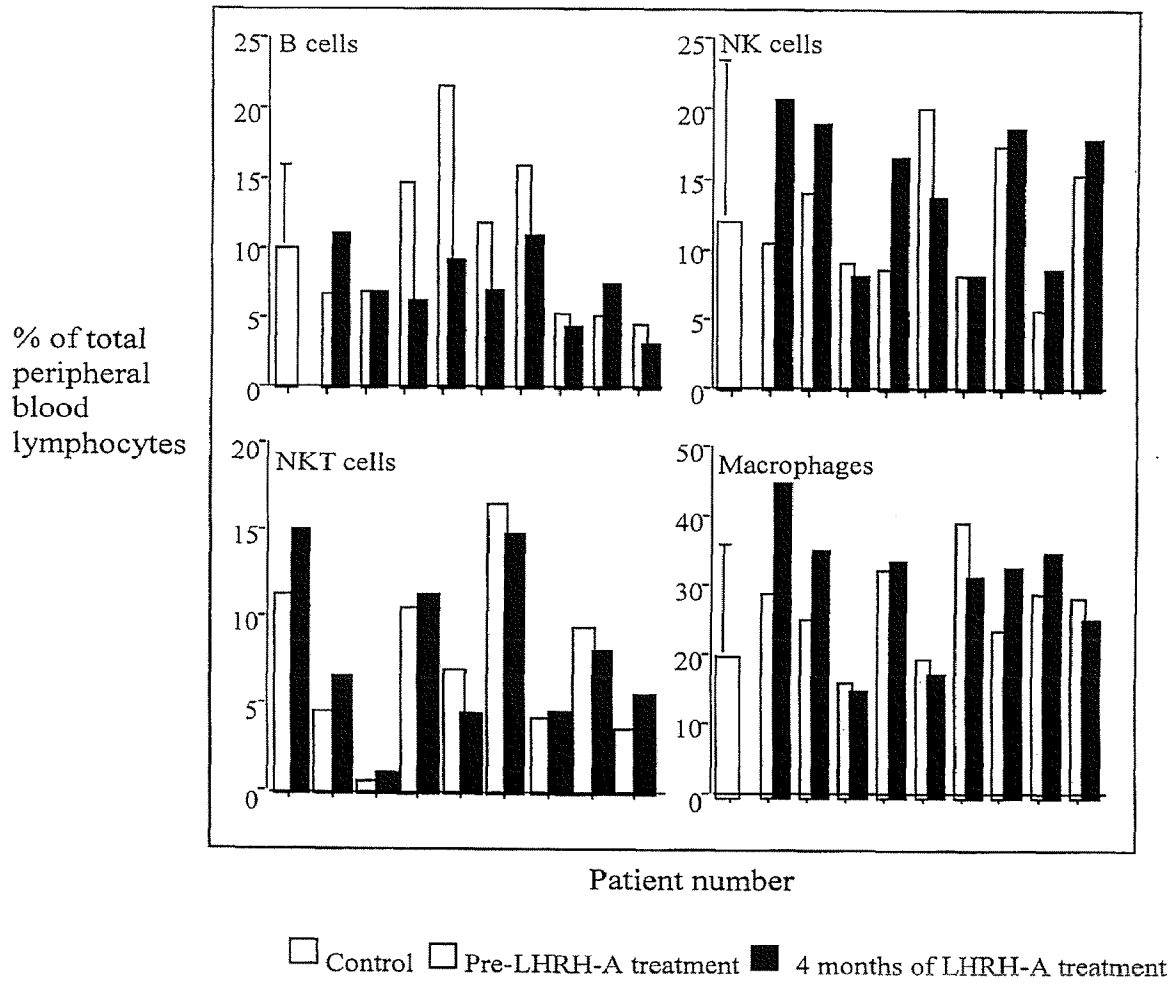 B cells
25
20
15
10
5
0
NK cells
25
20
15
10
5
0
% of total
peripheral
blood
lymphocytes
NKT cells
20
15
10
5
0
Macrophages
50
40
30
20
10
0
Patient number
Control Pre-LHRH-A treatment 4 months of LHRH-A treatment